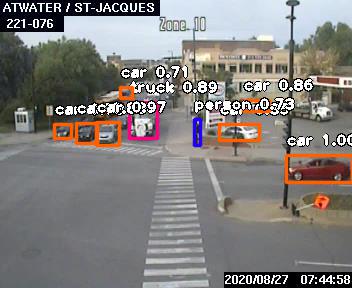 ATWATER / ST-JACQUES
221-076
Zone 10
car 0.71
truck 0.89
car 0.86
person 0.73
0.97
car 1.00
2020/08/27 07:44:58